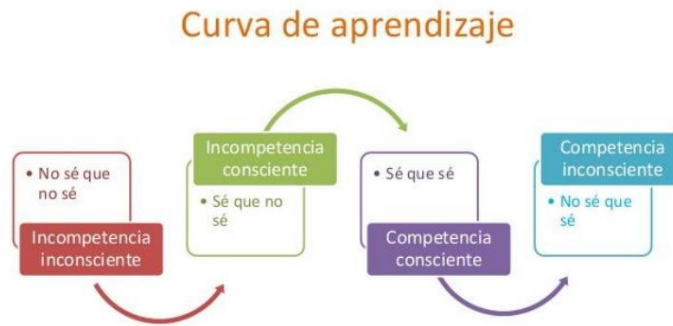 Curva de aprendizaje
• No sé que
no sé
Incompetencia
inconsciente
Incompetencia
consciente
• Sé que no
sé
• Sé que sé
Competencia
consciente
Competencia
inconsciente
• No sé que
sé